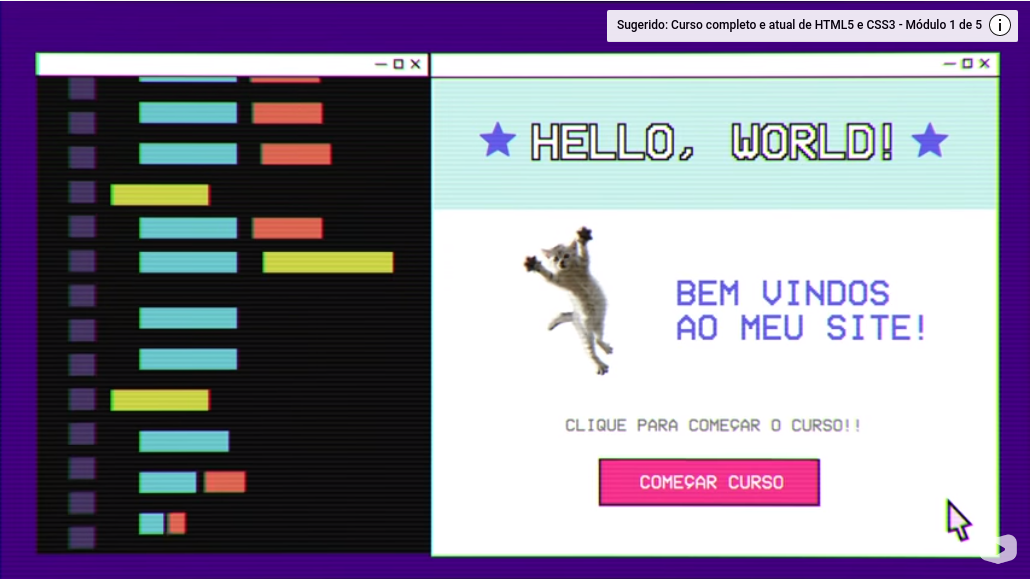 Sugerido: Curso completo e atual de HTML5 e CSS3 - Módulo 1 de 5
HELLO, WORLD!
BEM VINDOS
AO MEU SITE!
CLIQUE PARA COMEÇAR O CURSO!!
COMEÇAR CURSO